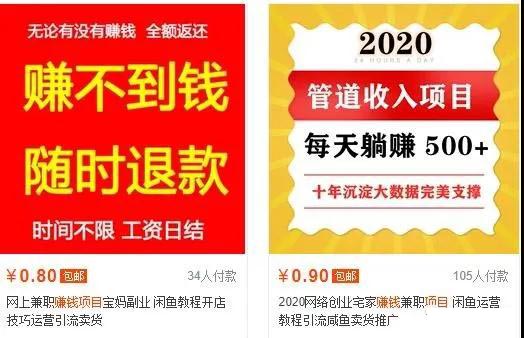 无论有没有赚钱 全额返还
赚不到钱
随时退款
时间不限 工资日结
¥0.80 包邮
34人付款
网上兼职赚钱项目宝妈副业 闲鱼教程开店
技巧运营引流卖货
2020
24 HOURS A DAY
管道收入项目
每天躺赚 500+
十年沉淀大数据完美支撑
¥0.90 包邮
105人付款
2020网络创业宅家赚钱兼职项目 闲鱼运营
教程引流咸鱼卖货推广